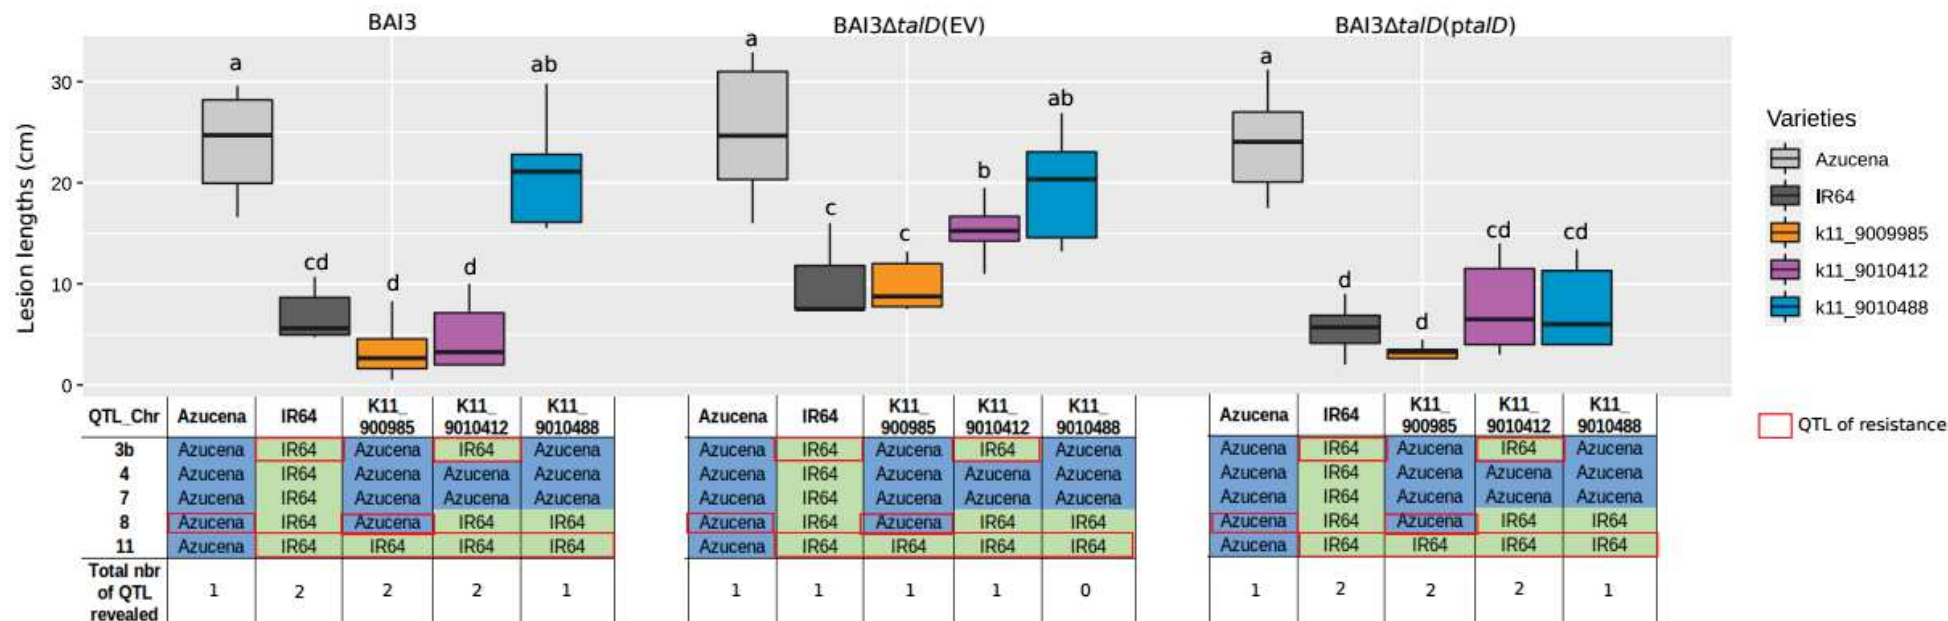 BAI3 BAI3ΔtalD(EV) BAI3ΔtalD(ptalD)
Lesion lengths (cm)
30
20
10
0
a cd d d ab
a c c b ab
a d d cd cd
Varieties
Azucena
IR64
k11_9009985
k11_9010412
k11_9010488
QTL of resistance
QTL_Chr Azucena IR64 K11_ 900985 K11_ 9010412 K11_ 9010488
3b Azucena IR64 Azucena IR64 Azucena
4 Azucena IR64 Azucena Azucena Azucena
7 Azucena IR64 Azucena Azucena Azucena
8 Azucena IR64 Azucena IR64 IR64
11 Azucena IR64 IR64 IR64 IR64
Total nbr
of QTL
revealed
1 2 2 2 1
Azucena IR64 K11_ 900985 K11_ 9010412 K11_ 9010488
Azucena IR64 Azucena IR64 Azucena
Azucena IR64 Azucena Azucena Azucena
Azucena IR64 Azucena Azucena Azucena
Azucena IR64 Azucena IR64 IR64
Azucena IR64 IR64 IR64 IR64
1 1 1 1 0
Azucena IR64 K11_ 900985 K11_ 9010412 K11_ 9010488
Azucena IR64 Azucena IR64 Azucena
Azucena IR64 Azucena Azucena Azucena
Azucena IR64 Azucena Azucena Azucena
Azucena IR64 Azucena IR64 IR64
Azucena IR64 IR64 IR64 IR64
1 2 2 2 1